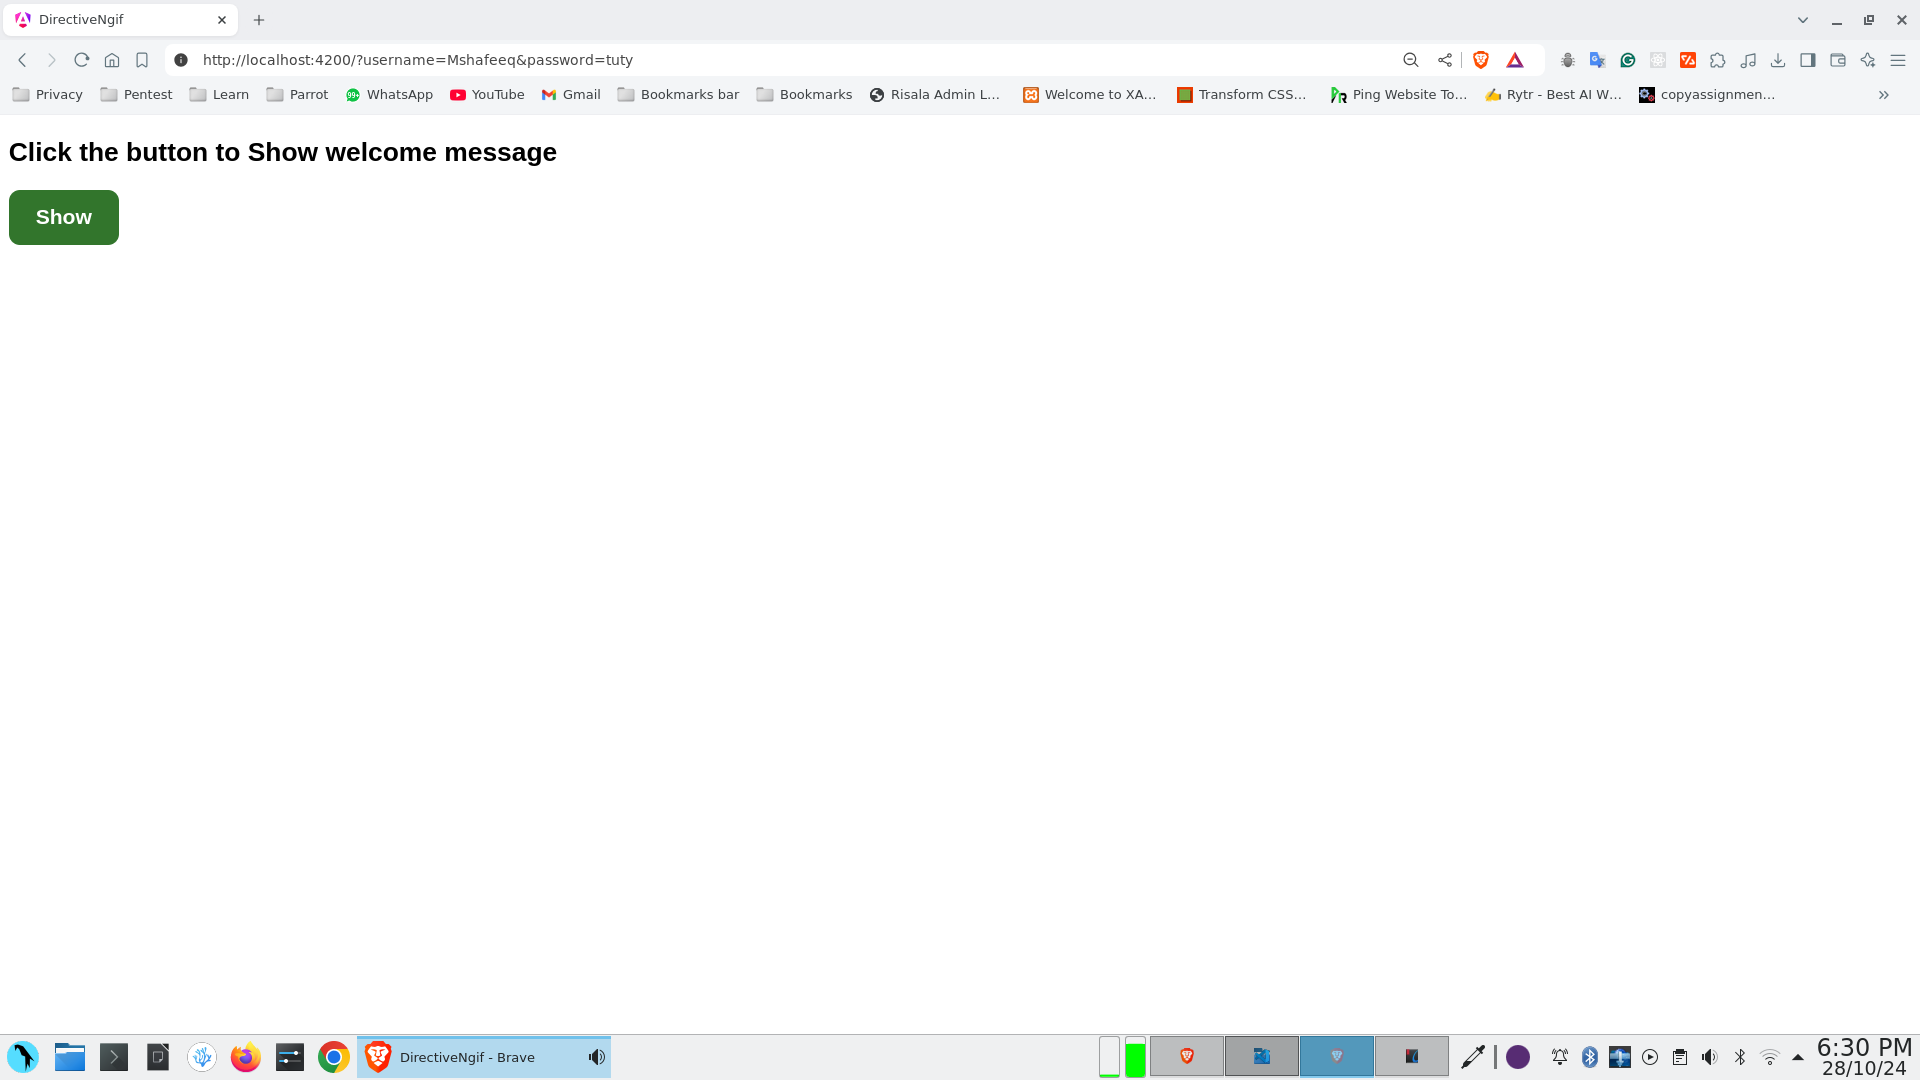 DirectiveNgif
http://localhost:4200/?username=Mshafeeq&password=tuty
Privacy Pentest Learn Parrot WhatsApp YouTube Gmail Bookmarks bar Bookmarks Risala Admin L... Welcome to XA... Transform CSS... Ping Website To... Rytr - Best AI W... copyassignmen...
Click the button to Show welcome message
Show
DirectiveNgif - Brave
6:30 PM
28/10/24